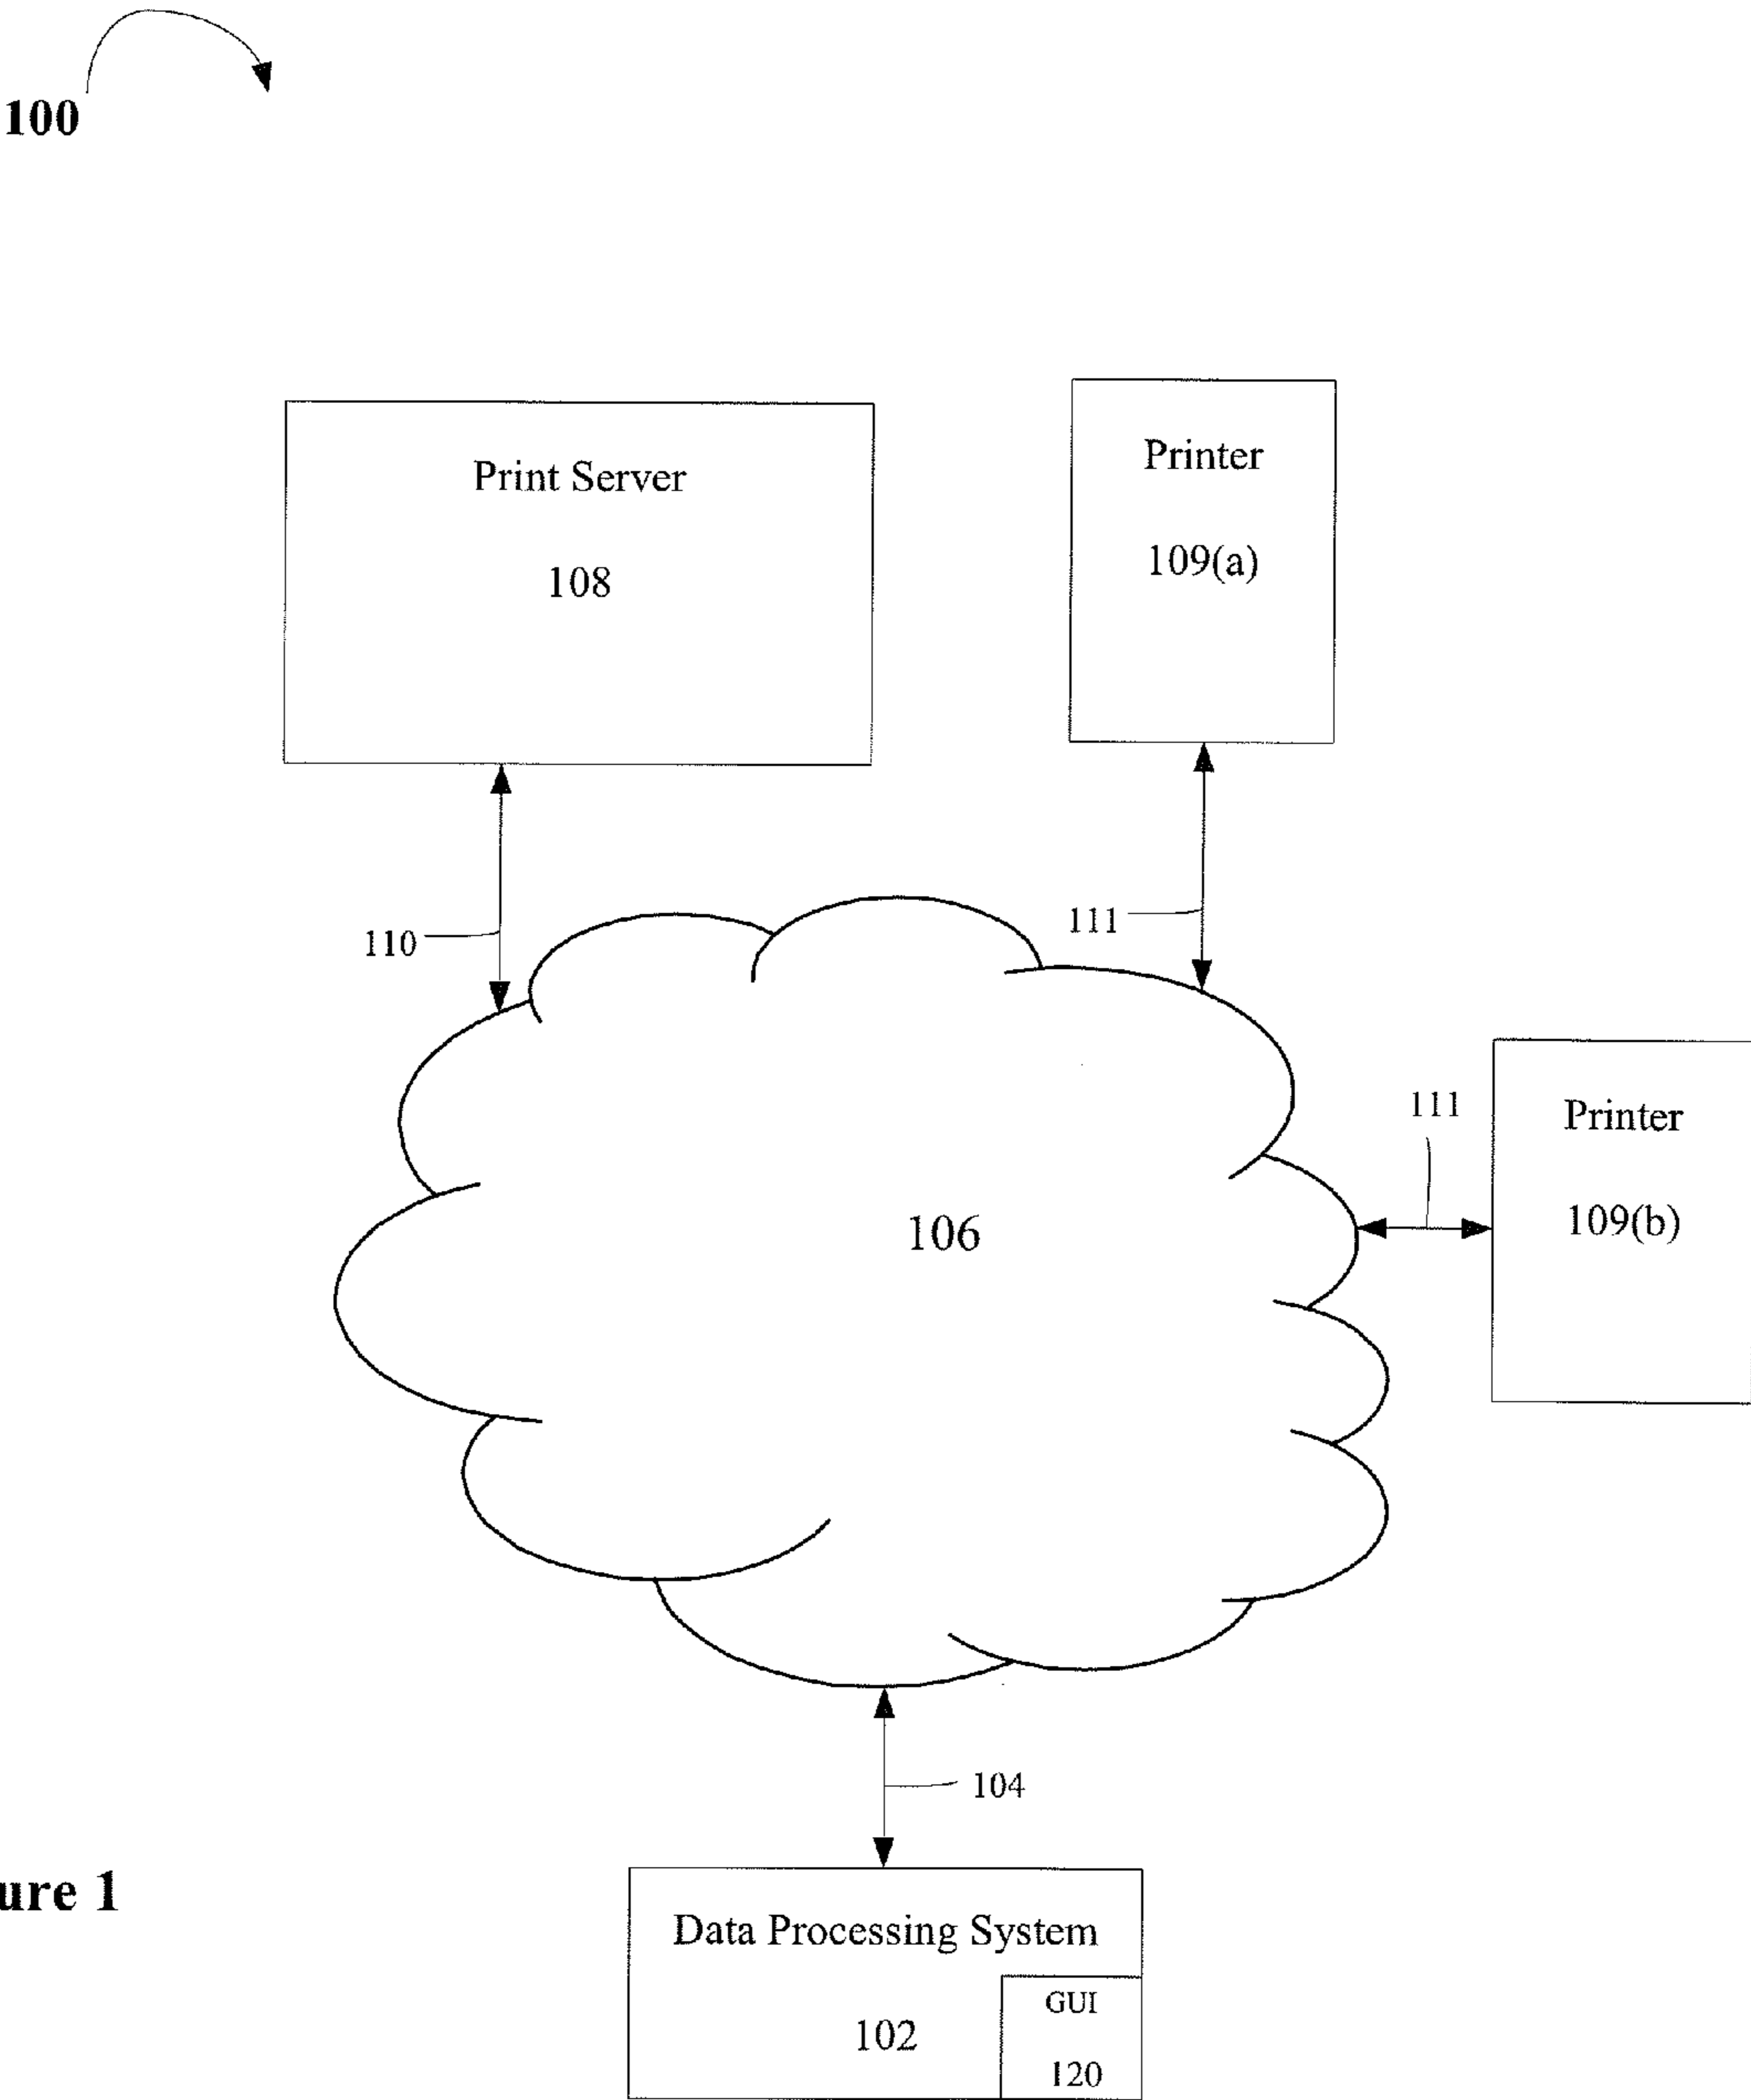 100
Print Server
108
Printer
109(a)
110
111
111
Printer
109(b)
106
104
ure 1
Data Processing System
102
GUI
120